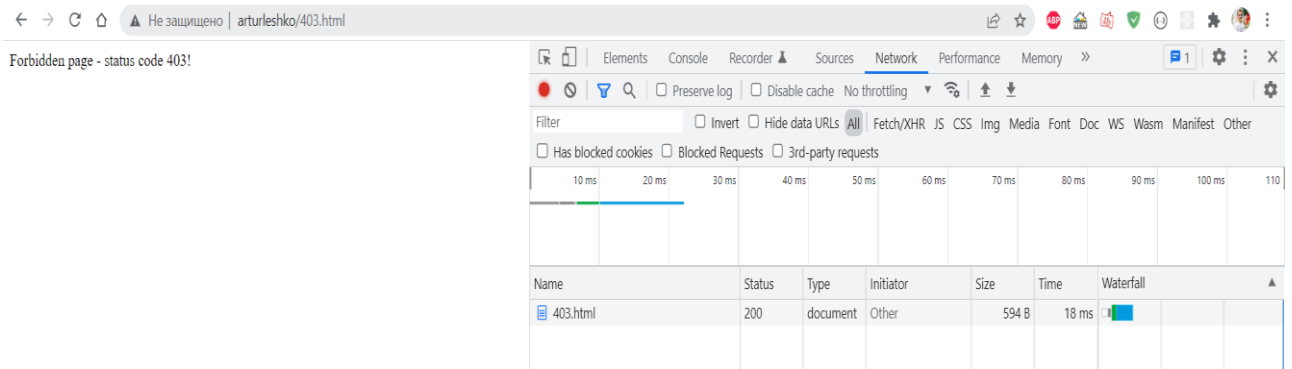 Не защищено | arturleshko/403.html
ABP NEW
Forbidden page - status code 403!
Elements Console Recorder Sources Network Performance Memory » 1
Preserve log Disable cache No throttling
Filter Invert Hide data URLs All Fetch/XHR JS CSS Img Media Font Doc WS Wasm Manifest Other
Has blocked cookies Blocked Requests 3rd-party requests
10 ms 20 ms 30 ms 40 ms 50 ms 60 ms 70 ms 80 ms 90 ms 100 ms 110
Name Status Type Initiator Size Time Waterfall
403.html 200 document Other 594 B 18 ms